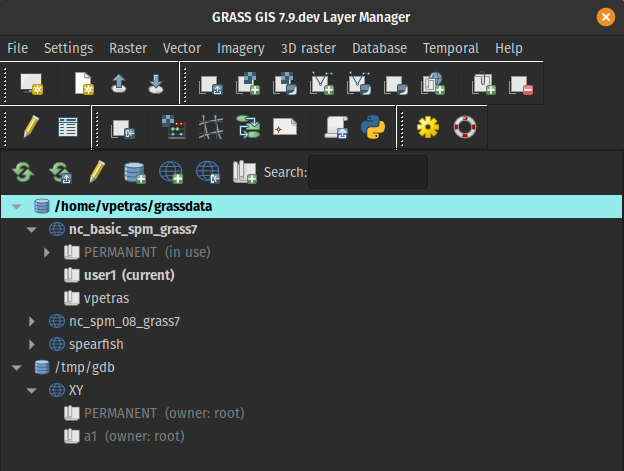 GRASS GIS 7.9.dev Layer Manager
File Settings Raster Vector Imagery 3D raster Database Temporal Help
Search:
/home/vpetras/grassdata
nc_basic_spm_grass7
PERMANENT (in use)
user1 (current)
vpetras
nc_spm_08_grass7
spearfish
/tmp/gdb
XY
PERMANENT (owner: root)
a1 (owner: root)